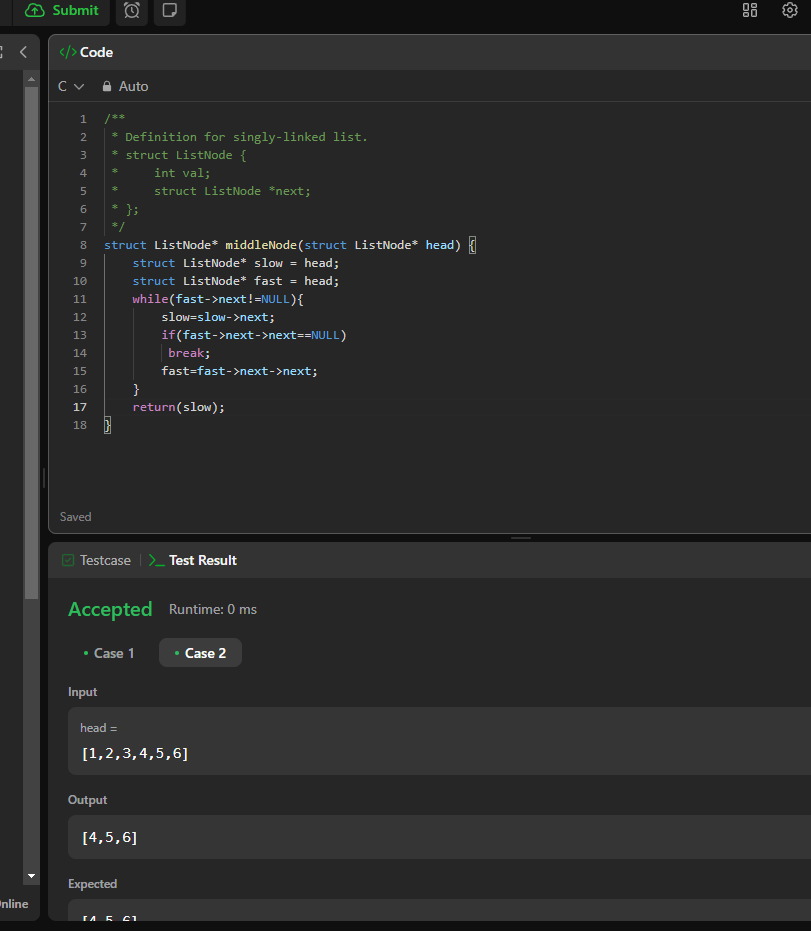 Submit
</> Code
C Auto
1 /**
2 * Definition for singly-linked list.
3 * struct ListNode {
4 *     int val;
5 *     struct ListNode *next;
6 * };
7 */
8 struct ListNode* middleNode(struct ListNode* head) {
9     struct ListNode* slow = head;
10     struct ListNode* fast = head;
11     while(fast->next!=NULL){
12         slow=slow->next;
13         if(fast->next->next==NULL)
14          break;
15         fast=fast->next->next;
16     }
17     return(slow);
18 }
Saved
Testcase
>_ Test Result
Accepted Runtime: 0 ms
• Case 1 • Case 2
Input
head =
[1,2,3,4,5,6]
Output
[4,5,6]
Expected
nline
[4,5,6]